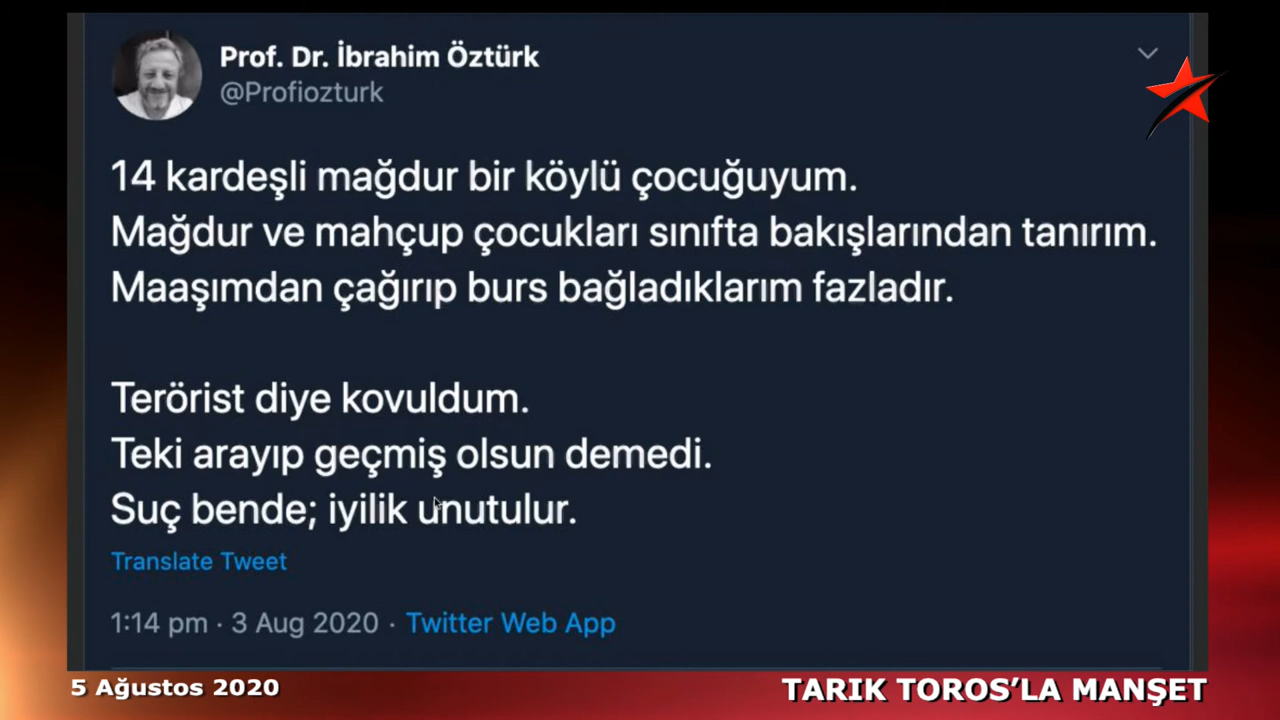 Prof. Dr. İbrahim Öztürk
@Profiozturk
14 kardeşli mağdur bir köylü çocuğuyum.
Mağdur ve mahçup çocukları sınıfta bakışlarından tanırım.
Maaşımdan çağırıp burs bağladıklarım fazladır.
Terörist diye kovuldum.
Teki arayıp geçmiş olsun demedi.
Suç bende; iyilik unutulur.
Translate Tweet
1:14 pm · 3 Aug 2020 · Twitter Web App
5 Ağustos 2020
TARIK TOROS'LA MANŞET